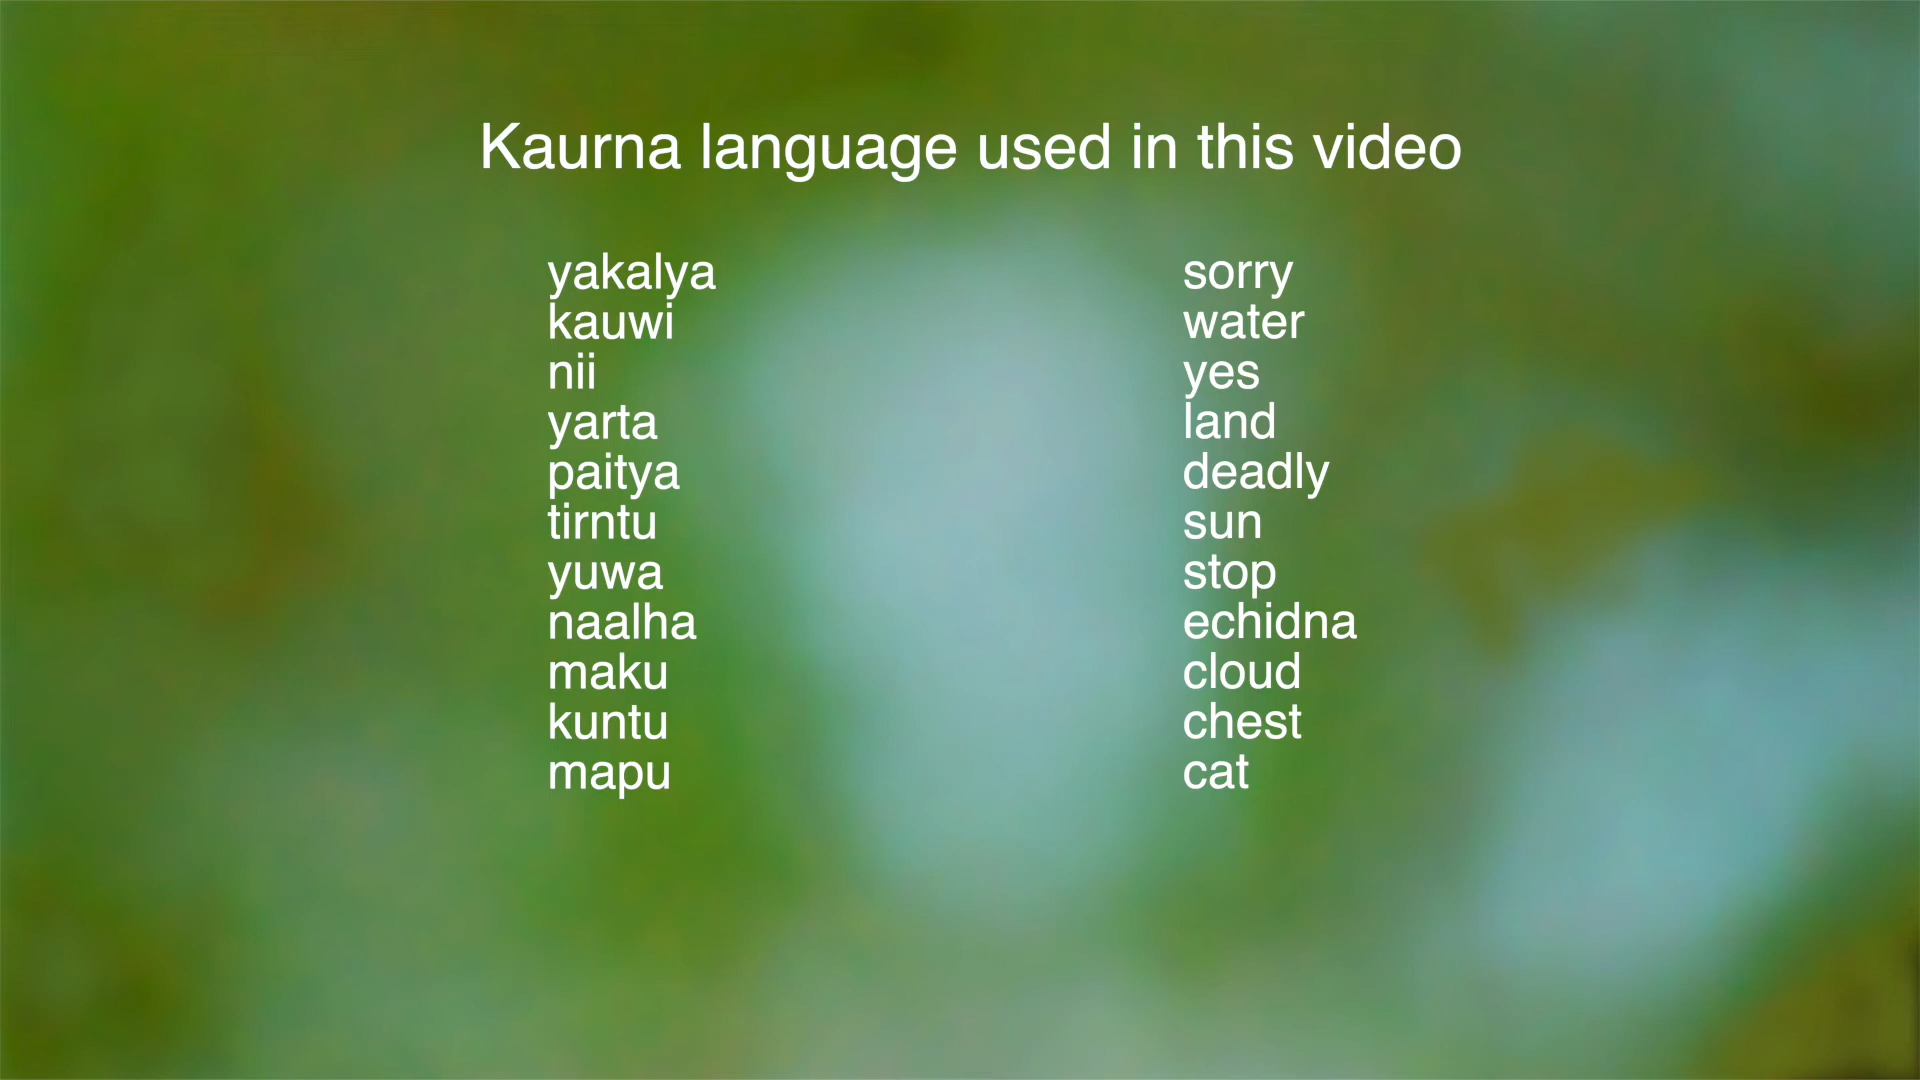 Kaurna language used in this video
yakalya sorry
kauwi water
nii yes
yarta land
paitya deadly
tirntu sun
yuwa stop
naalha echidna
maku cloud
kuntu chest
mapu cat